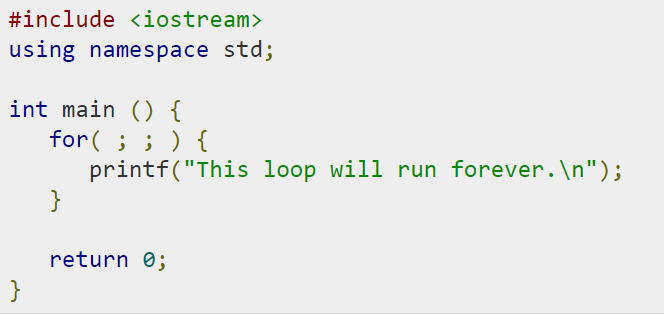 #include <iostream>
using namespace std;

int main () {
   for( ; ; ) {
      printf("This loop will run forever.\n");
   }

   return 0;
}